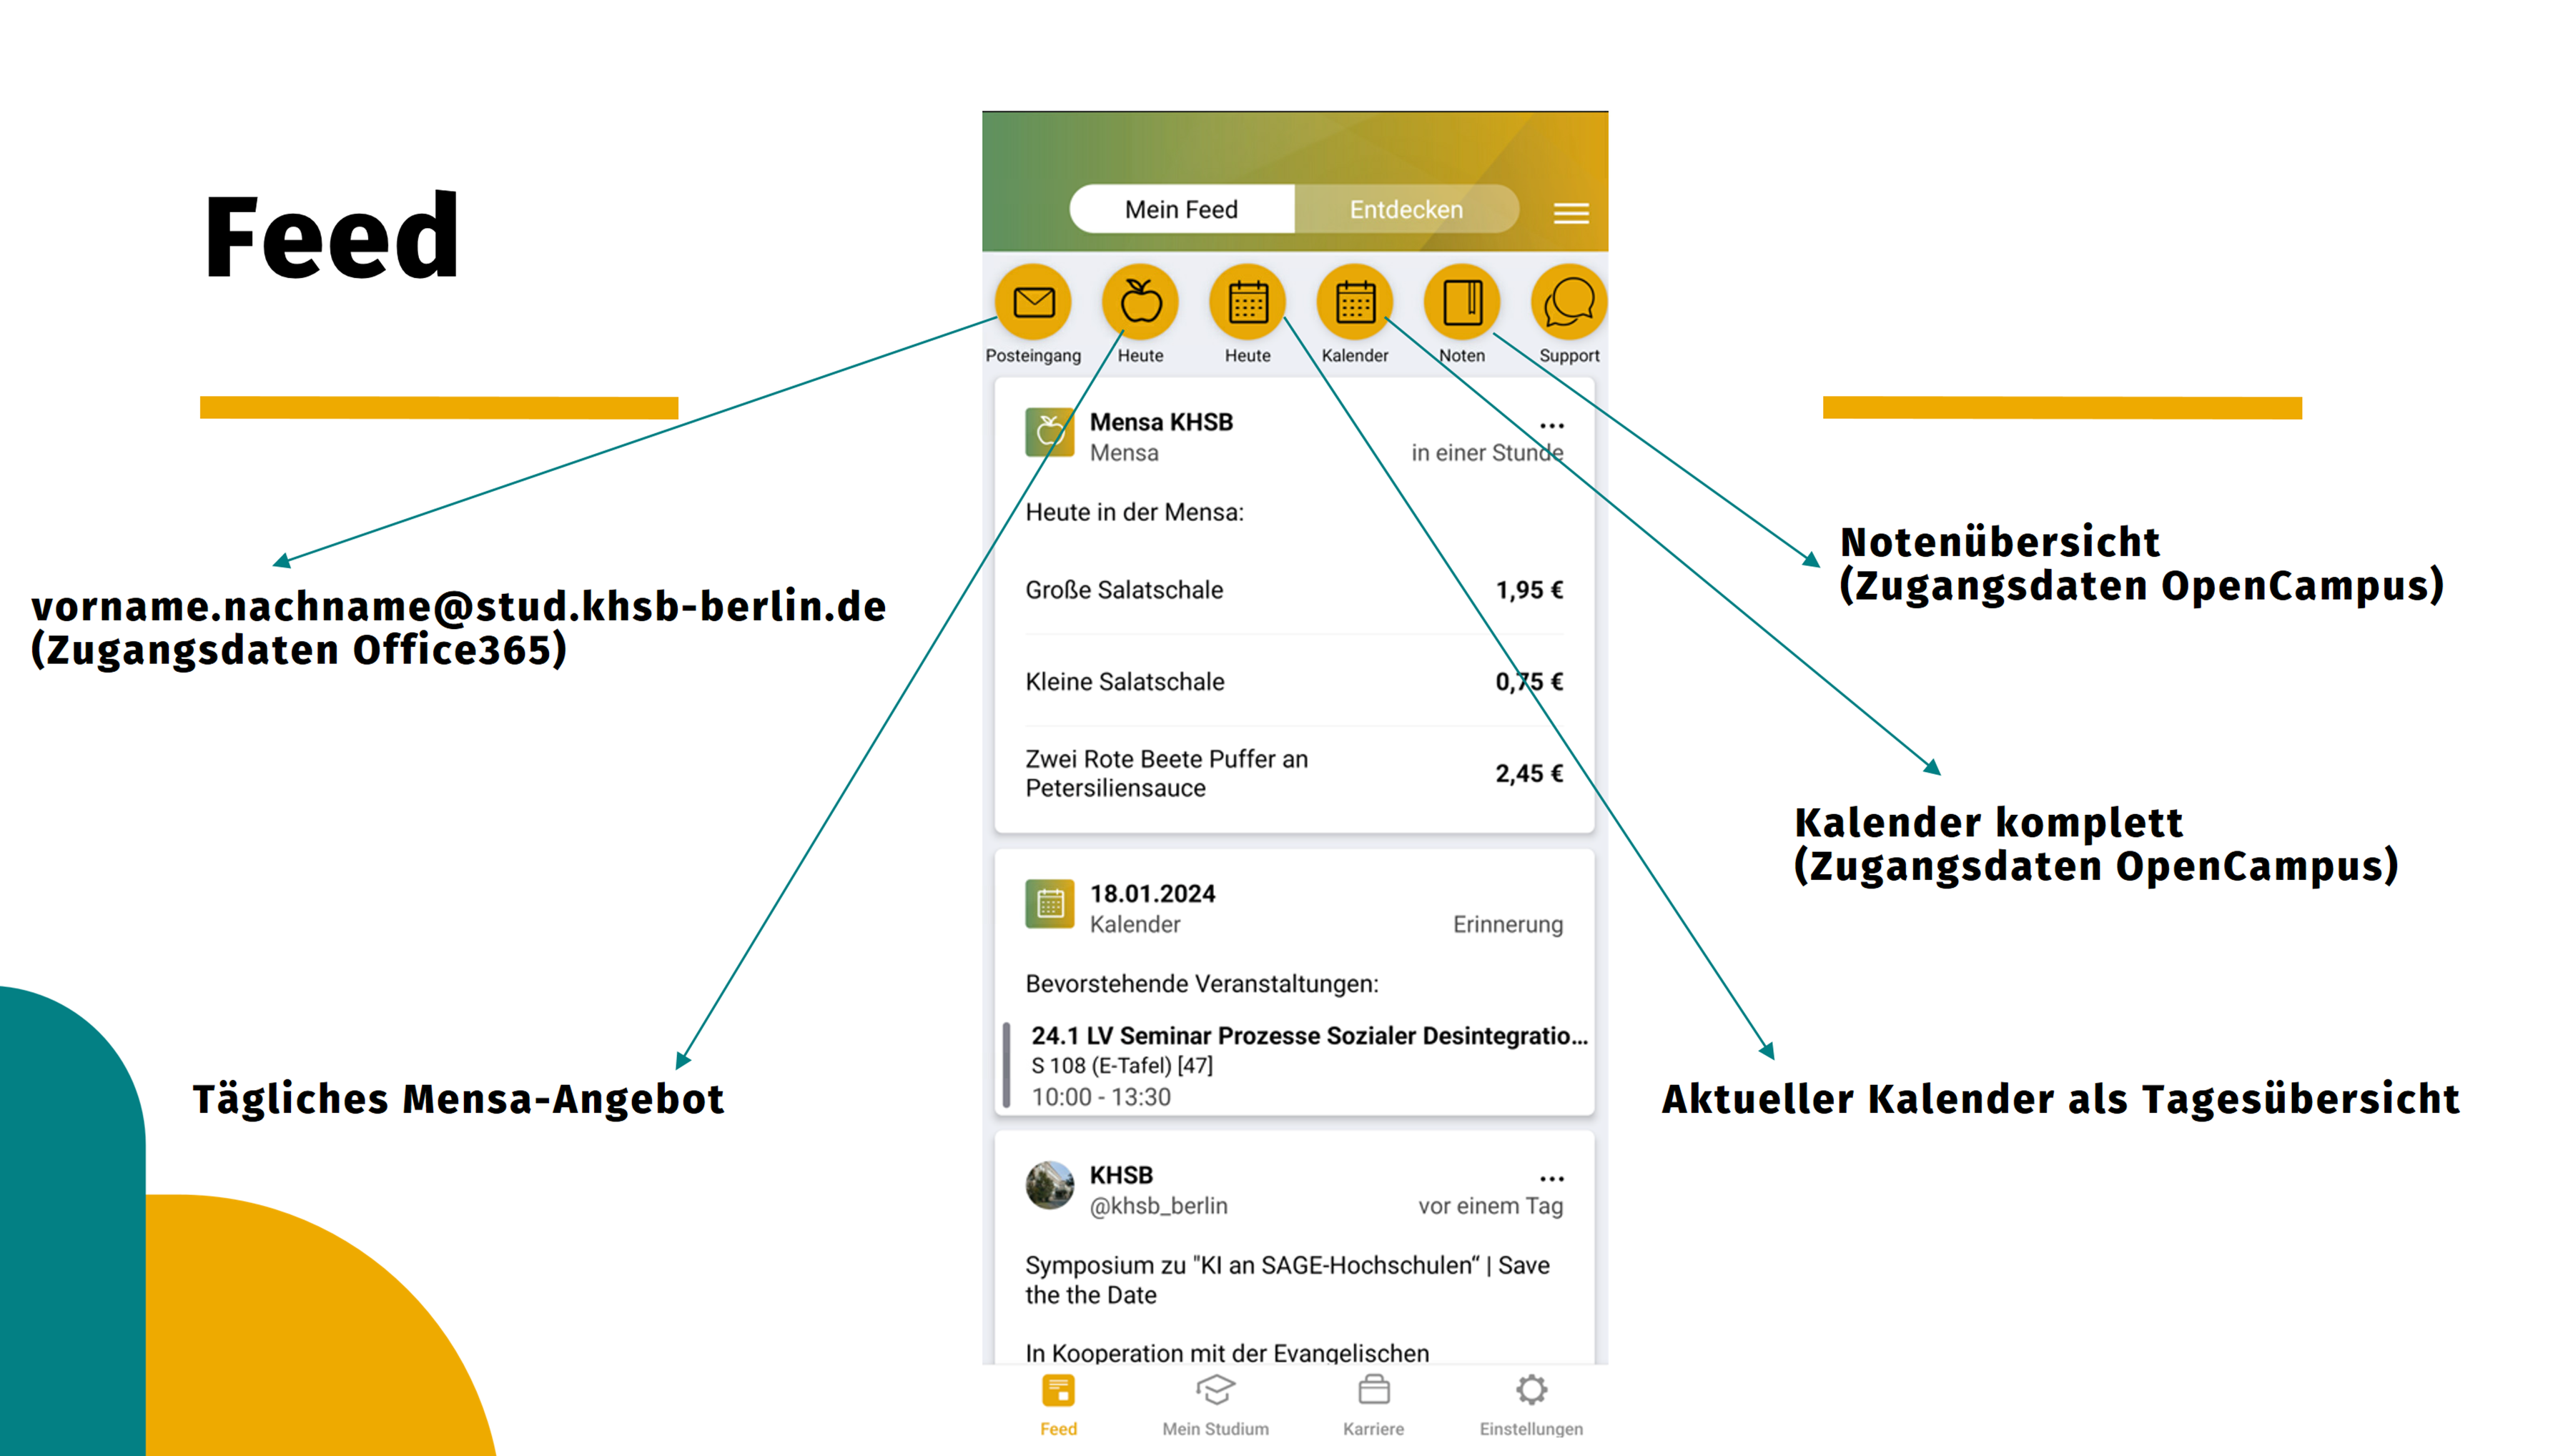 Feed
Mein Feed Entdecken
Posteingang Heute Heute Kalender Noten Support
Mensa KHSB
Mensa in einer Stunde
Heute in der Mensa:
Große Salatschale 1,95 €
Kleine Salatschale 0,75 €
Zwei Rote Beete Puffer an
Petersiliensauce 2,45 €
18.01.2024
Kalender Erinnerung
Bevorstehende Veranstaltungen:
24.1 LV Seminar Prozesse Sozialer Desintegratio...
S 108 (E-Tafel) [47]
10:00 - 13:30
KHSB
@khsb_berlin vor einem Tag
Symposium zu "KI an SAGE-Hochschulen“ | Save
the the Date
In Kooperation mit der Evangelischen
Feed Mein Studium Karriere Einstellungen
vorname.nachname@stud.khsb-berlin.de
(Zugangsdaten Office365)
Tägliches Mensa-Angebot
Notenübersicht
(Zugangsdaten OpenCampus)
Kalender komplett
(Zugangsdaten OpenCampus)
Aktueller Kalender als Tagesübersicht